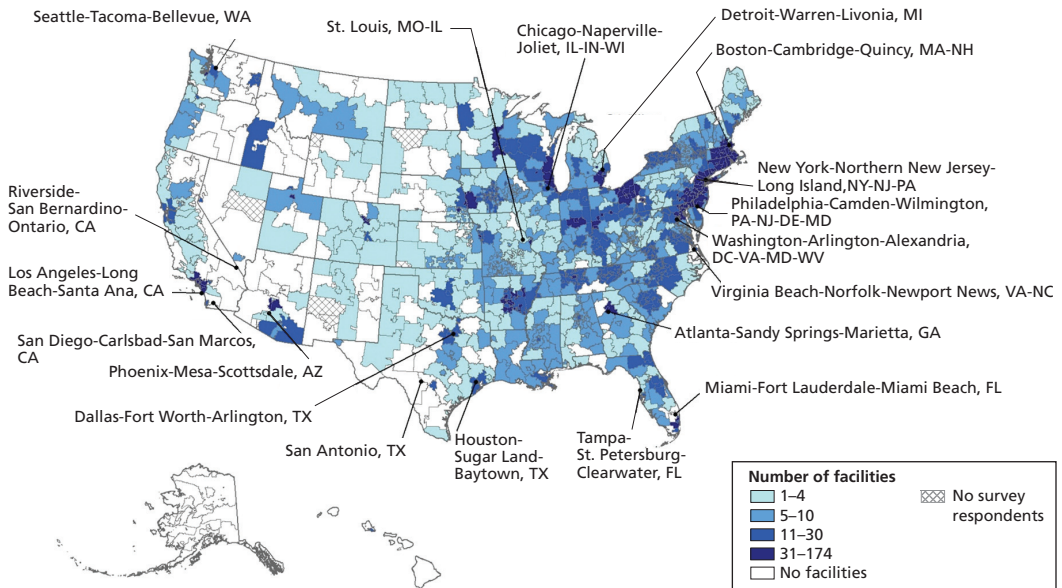 Seattle-Tacoma-Bellevue, WA
St. Louis, MO-IL
Chicago-Naperville-
Joliet, IL-IN-WI
Detroit-Warren-Livonia, MI
Boston-Cambridge-Quincy, MA-NH
New York-Northern New Jersey-
Long Island,NY-NJ-PA
Philadelphia-Camden-Wilmington,
PA-NJ-DE-MD
Washington-Arlington-Alexandria,
DC-VA-MD-WV
Virginia Beach-Norfolk-Newport News, VA-NC
Atlanta-Sandy Springs-Marietta, GA
Miami-Fort Lauderdale-Miami Beach, FL
Riverside-
San Bernardino-
Ontario, CA
Los Angeles-Long
Beach-Santa Ana, CA
San Diego-Carlsbad-San Marcos,
CA
Phoenix-Mesa-Scottsdale, AZ
Dallas-Fort Worth-Arlington, TX
San Antonio, TX
Houston-
Sugar Land-
Baytown, TX
Tampa-
St. Petersburg-
Clearwater, FL
Number of facilities
1–4
5–10
11–30
31–174
No facilities
No survey
respondents